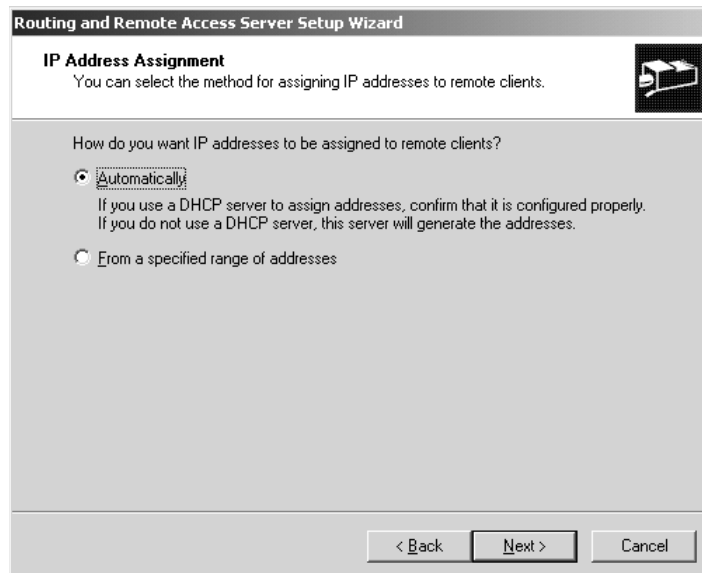 Routing and Remote Access Server Setup Wizard
IP Address Assignment
You can select the method for assigning IP addresses to remote clients.
How do you want IP addresses to be assigned to remote clients?
Automatically
If you use a DHCP server to assign addresses, confirm that it is configured properly.
If you do not use a DHCP server, this server will generate the addresses.
From a specified range of addresses
< Back Next > Cancel